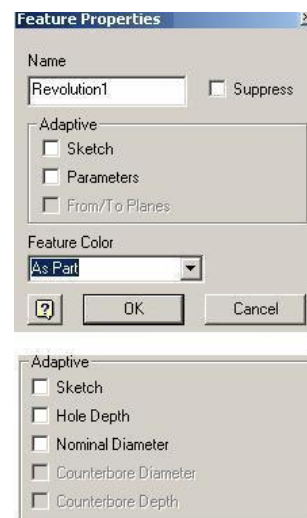 Feature Properties
Name
Revolution1
Suppress
Adaptive
Sketch
Parameters
From/To Planes
Feature Color
As Part
OK
Cancel
Adaptive
Sketch
Hole Depth
Nominal Diameter
Counterbore Diameter
Counterbore Depth